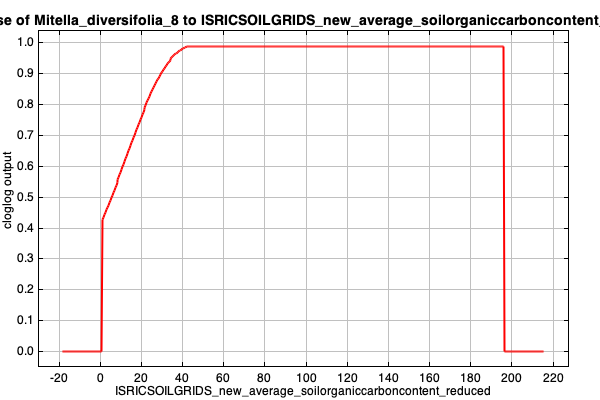 se of Mitella_diversifolia_8 to ISRICSOILGRIDS_new_average_soilorganiccarboncontent_
1.0
0.9
0.8
0.7
0.6
0.5
0.4
0.3
0.2
0.1
0.0
cloglog output
-20 0 20 40 60 80 100 120 140 160 180 200 220
ISRICSOILGRIDS_new_average_soilorganiccarboncontent_reduced